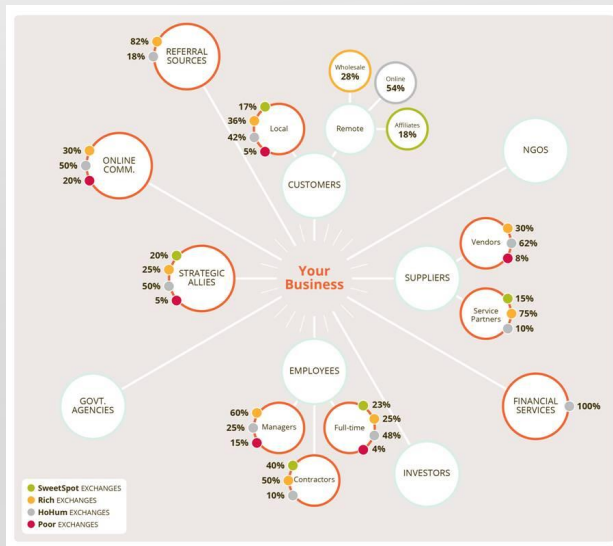 82%
18%
REFERRAL
SOURCES
Wholesale
28%
Online
54%
Affiliates
18%
Remote
17%
36%
42%
5%
Local
CUSTOMERS
NGOS
30%
50%
20%
ONLINE
COMM.
20%
25%
50%
5%
STRATEGIC
ALLIES
Your
Business
SUPPLIERS
Vendors
30%
62%
8%
Service
Partners
15%
75%
10%
GOVT.
AGENCIES
EMPLOYEES
60%
25%
15%
Managers
Full-time
23%
25%
48%
4%
40%
50%
10%
Contractors
INVESTORS
FINANCIAL
SERVICES
100%
SweetSpot EXCHANGES
Rich EXCHANGES
HoHum EXCHANGES
Poor EXCHANGES